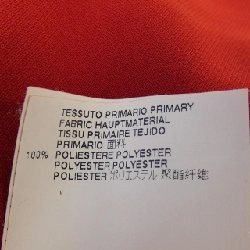 TESSUTO PRIMARIO PRIMARY
FABRIC HAUPTMATERIAL
TISSU PRIMAIRE TEJIDO
PRIMARIO 面料
100% POLIESTERE POLYESTER
POLYESTER POLYESTER
POLIESTER ポリエステル 聚酯纤维